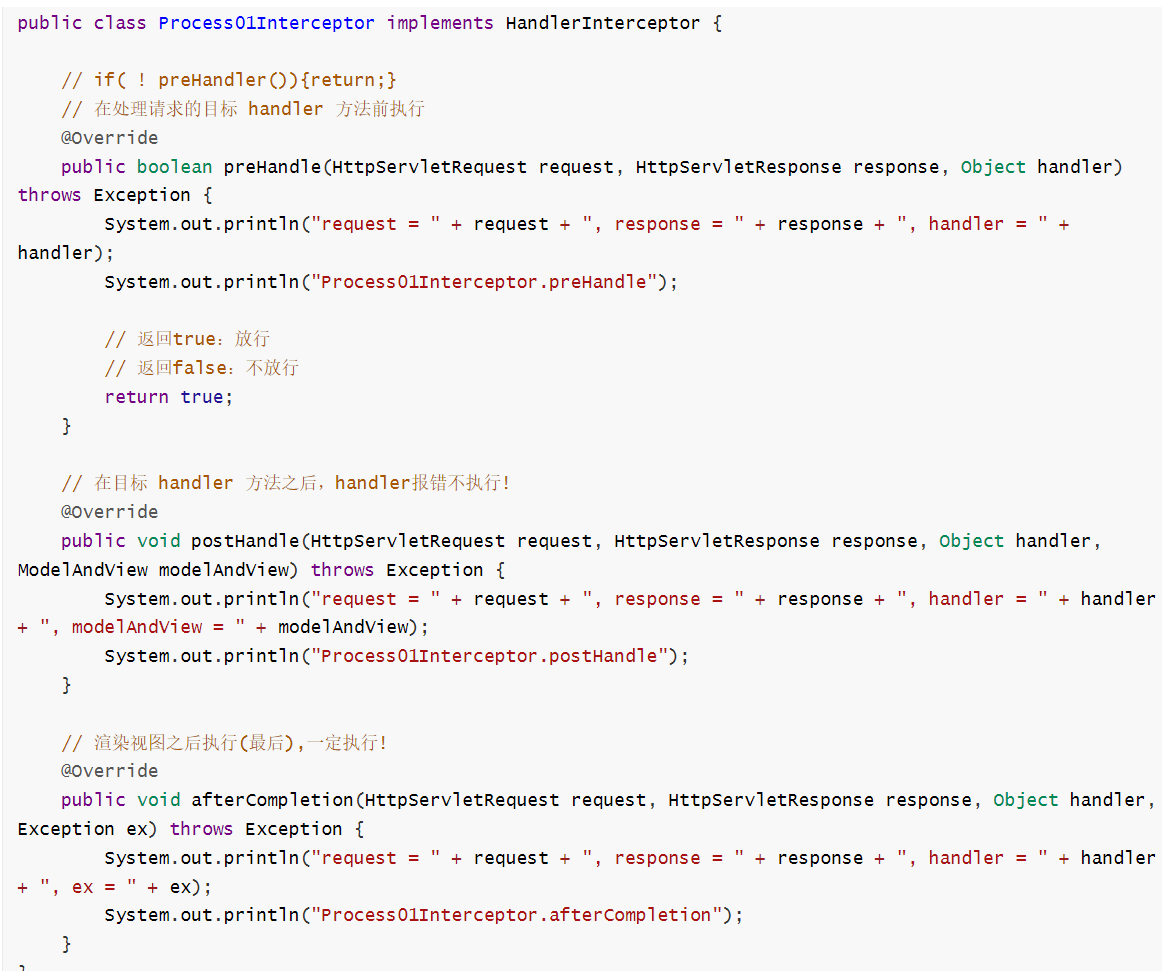 public class Process01Interceptor implements HandlerInterceptor {
// if( ! preHandler()){return;}
// 在处理请求的目标 handler 方法前执行
@Override
public boolean preHandle(HttpServletRequest request, HttpServletResponse response, Object handler)
throws Exception {
System.out.println("request = " + request + ", response = " + response + ", handler = " +
handler);
System.out.println("Process01Interceptor.preHandle");
// 返回true：放行
// 返回false：不放行
return true;
}
// 在目标 handler 方法之后，handler报错不执行!
@Override
public void postHandle(HttpServletRequest request, HttpServletResponse response, Object handler,
ModelAndView modelAndView) throws Exception {
System.out.println("request = " + request + ", response = " + response + ", handler = " + handler
+ ", modelAndView = " + modelAndView);
System.out.println("Process01Interceptor.postHandle");
}
// 渲染视图之后执行(最后),一定执行!
@Override
public void afterCompletion(HttpServletRequest request, HttpServletResponse response, Object handler,
Exception ex) throws Exception {
System.out.println("request = " + request + ", response = " + response + ", handler = " + handler
+ ", ex = " + ex);
System.out.println("Process01Interceptor.afterCompletion");
}
}